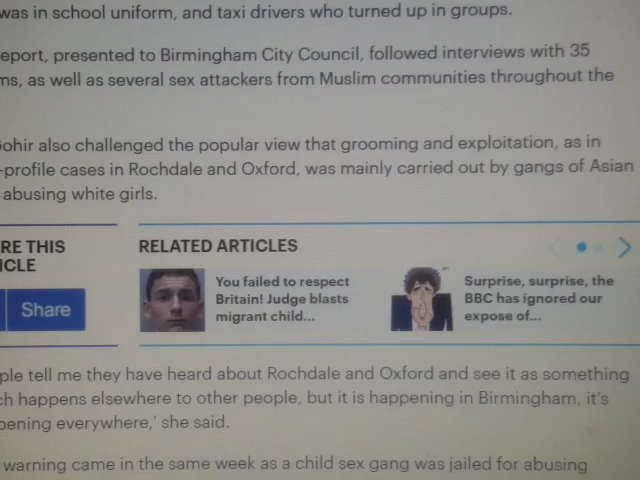 was in school uniform, and taxi drivers who turned up in groups.
eport, presented to Birmingham City Council, followed interviews with 35
ms, as well as several sex attackers from Muslim communities throughout the
Gohir also challenged the popular view that grooming and exploitation, as in
-profile cases in Rochdale and Oxford, was mainly carried out by gangs of Asian
abusing white girls.
RE THIS
ICLE
Share
RELATED ARTICLES
You failed to respect
Britain! Judge blasts
migrant child...
Surprise, surprise, the
BBC has ignored our
expose of...
ple tell me they have heard about Rochdale and Oxford and see it as something
ch happens elsewhere to other people, but it is happening in Birmingham, it's
pening everywhere,' she said.
warning came in the same week as a child sex gang was jailed for abusing